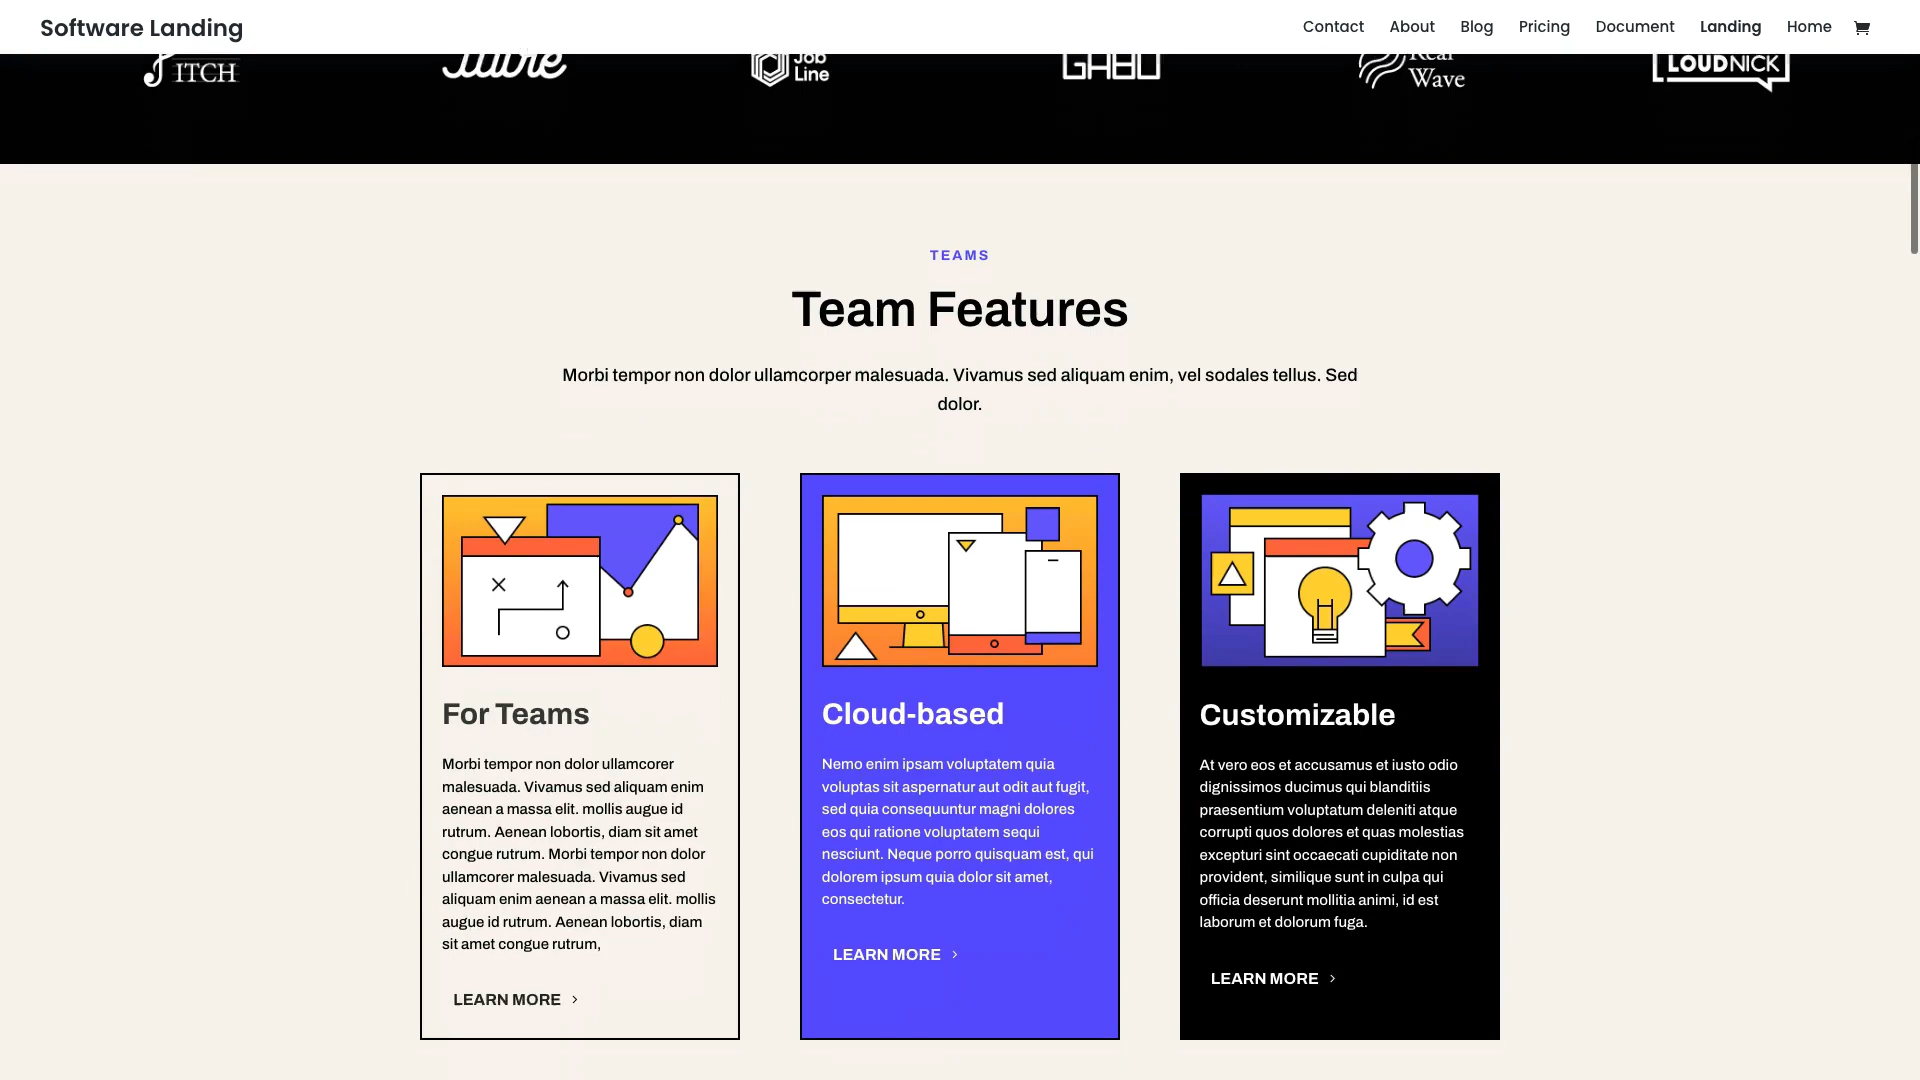 Software Landing
Contact About Blog Pricing Document Landing Home
ITCH
Job
Line
Real
Wave
LOUDNICK
TEAMS
Team Features
Morbi tempor non dolor ullamcorper malesuada. Vivamus sed aliquam enim, vel sodales tellus. Sed
dolor.
For Teams
Morbi tempor non dolor ullamcorer
malesuada. Vivamus sed aliquam enim
aenean a massa elit. mollis augue id
rutrum. Aenean lobortis, diam sit amet
congue rutrum. Morbi tempor non dolor
ullamcorer malesuada. Vivamus sed
aliquam enim aenean a massa elit. mollis
augue id rutrum. Aenean lobortis, diam
sit amet congue rutrum,
LEARN MORE
Cloud-based
Nemo enim ipsam voluptatem quia
voluptas sit aspernatur aut odit aut fugit,
sed quia consequuntur magni dolores
eos qui ratione voluptatem sequi
nesciunt. Neque porro quisquam est, qui
dolorem ipsum quia dolor sit amet,
consectetur.
LEARN MORE
Customizable
At vero eos et accusamus et iusto odio
dignissimos ducimus qui blanditiis
praesentium voluptatum deleniti atque
corrupti quos dolores et quas molestias
excepturi sint occaecati cupiditate non
provident, similique sunt in culpa qui
officia deserunt mollitia animi, id est
laborum et dolorum fuga.
LEARN MORE